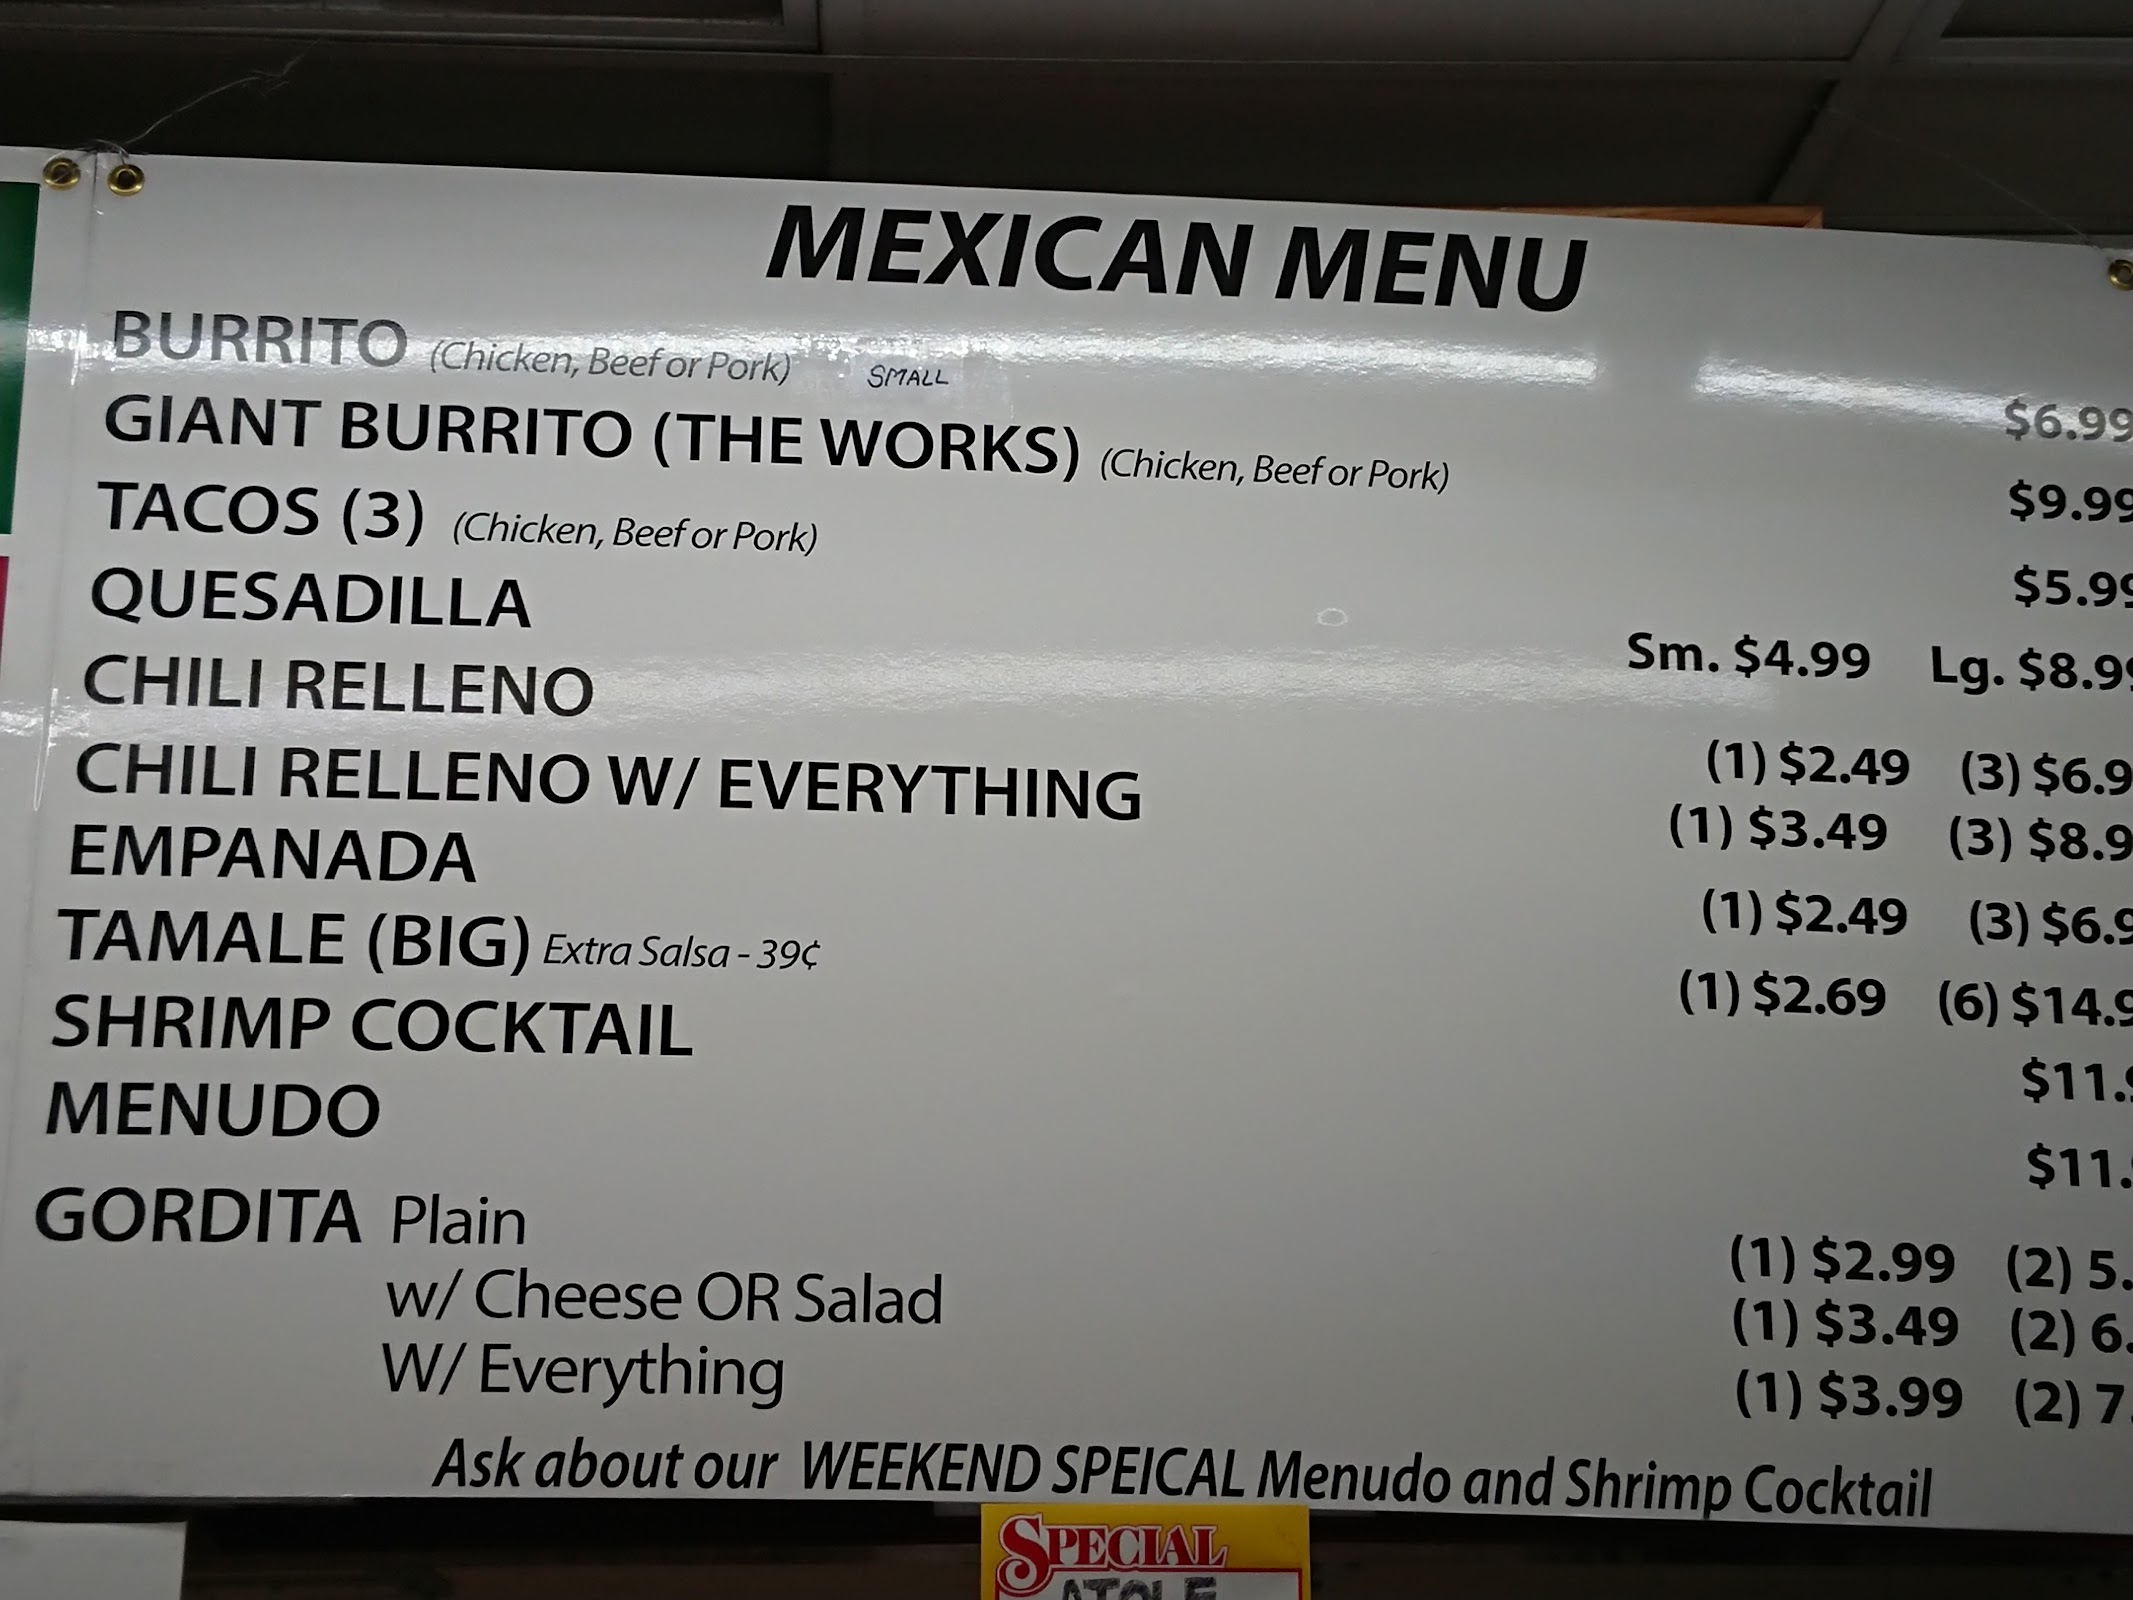 MEXICAN MENU
BURRITO (Chicken, Beef or Pork) SMALL $6.99
GIANT BURRITO (THE WORKS) (Chicken, Beef or Pork) $9.99
TACOS (3) (Chicken, Beef or Pork) $5.99
QUESADILLA Sm. $4.99 Lg. $8.99
CHILI RELLENO (1) $2.49 (3) $6.9
CHILI RELLENO W/ EVERYTHING (1) $3.49 (3) $8.9
EMPANADA (1) $2.49 (3) $6.9
TAMALE (BIG) Extra Salsa - 39¢ (1) $2.69 (6) $14.9
SHRIMP COCKTAIL $11.
MENUDO $11.
GORDITA Plain (1) $2.99 (2) 5.
w/ Cheese OR Salad (1) $3.49 (2) 6.
W/ Everything (1) $3.99 (2) 7.
Ask about our WEEKEND SPEICAL Menudo and Shrimp Cocktail
SPECIAL
ATOLE